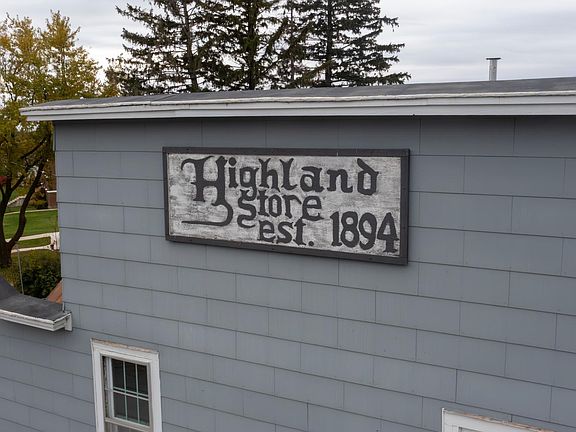 Highland
Store
est. 1894